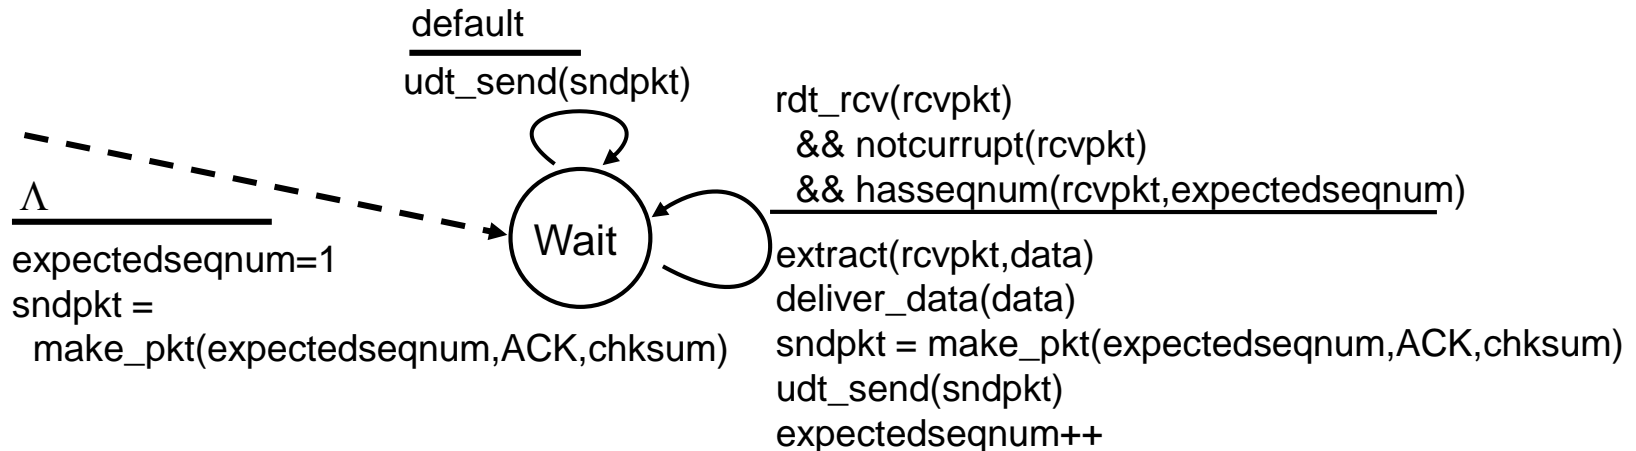 default
udt_send(sndpkt)
rdt_rcv(rcvpkt)
&& notcurrupt(rcvpkt)
&& hasseqnum(rcvpkt,expectedseqnum)
Λ
expectedseqnum=1
sndpkt =
make_pkt(expectedseqnum,ACK,chksum)
Wait
extract(rcvpkt,data)
deliver_data(data)
sndpkt = make_pkt(expectedseqnum,ACK,chksum)
udt_send(sndpkt)
expectedseqnum++